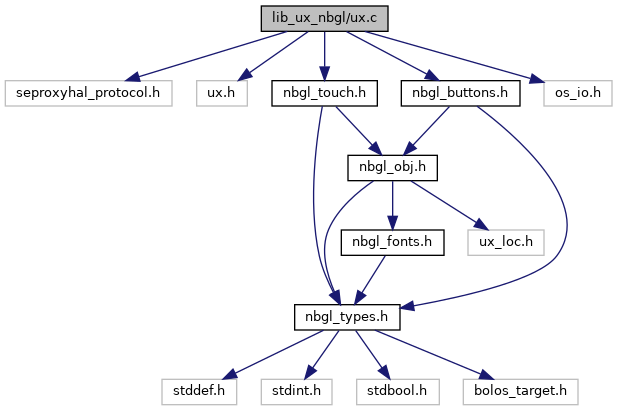 lib_ux_nbgl/ux.c
seproxyhal_protocol.h
ux.h
nbgl_touch.h
nbgl_buttons.h
os_io.h
nbgl_obj.h
nbgl_fonts.h
ux_loc.h
nbgl_types.h
stddef.h
stdint.h
stdbool.h
bolos_target.h